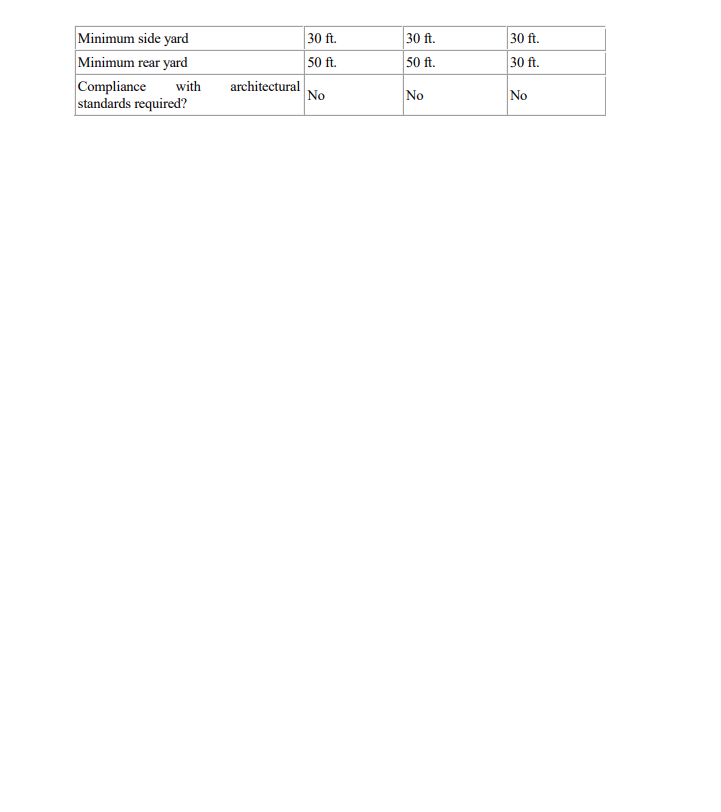 Minimum side yard 30 ft. 30 ft. 30 ft.
Minimum rear yard 50 ft. 50 ft. 30 ft.
Compliance with architectural
standards required? No No No